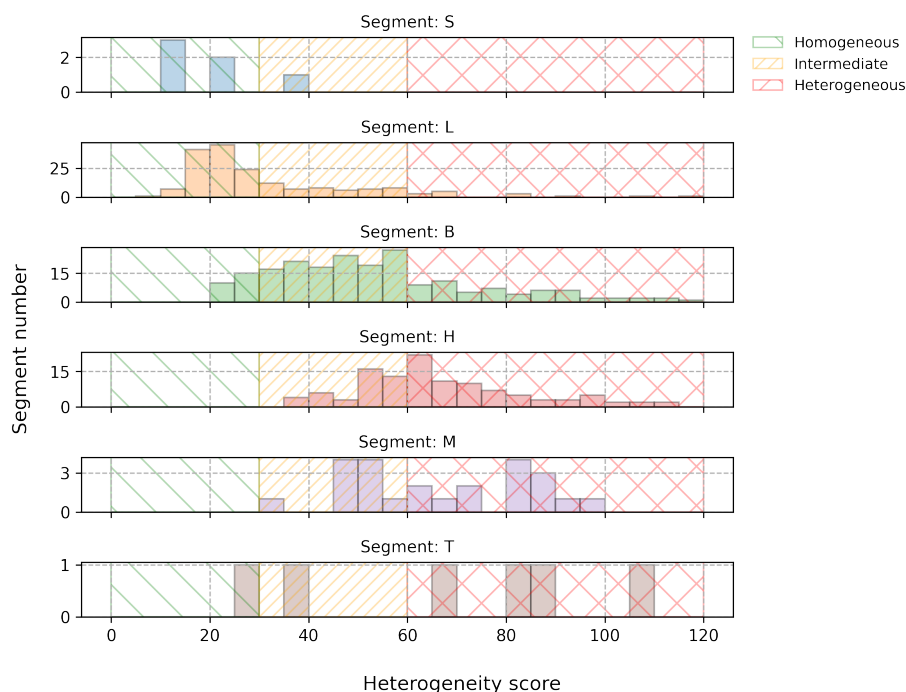 Segment: S
2
0
Homogeneous
Intermediate
Heterogeneous
Segment: L
25
0
Segment: B
15
0
Segment: H
15
0
Segment: M
3
0
Segment: T
1
0
0 20 40 60 80 100 120
Segment number
Heterogeneity score